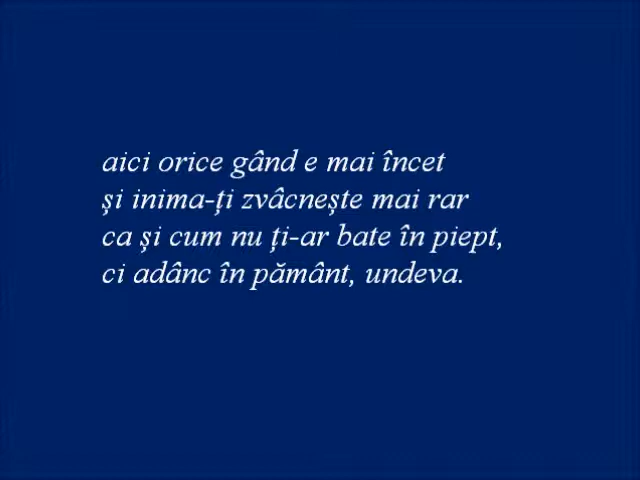 aici orice gând e mai încet
și inima-ți zvâcnește mai rar
ca și cum nu ți-ar bate în piept,
ci adânc în pământ, undeva.